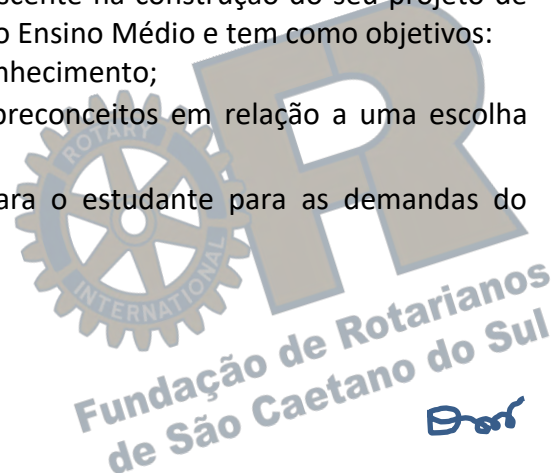 escente na construção do seu projeto de
o Ensino Médio e tem como objetivos:
nhecimento;
preconceitos em relação a uma escolha
ara o estudante para as demandas do
ROTARY
INTERNATIONAL
Fundação de Rotarianos
de São Caetano do Sul